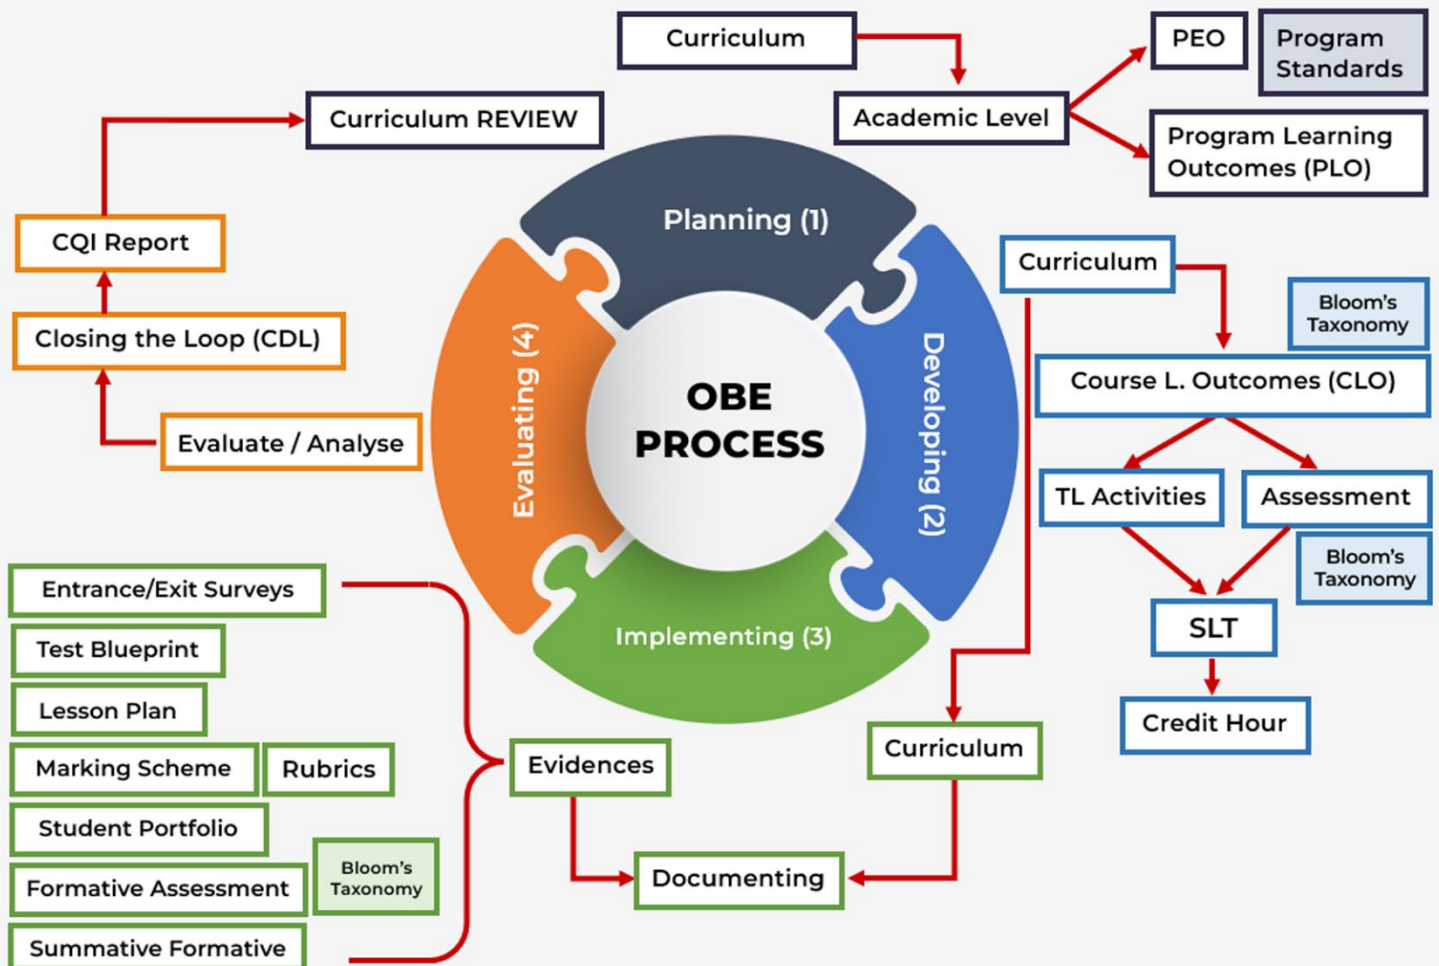 Curriculum
PEO
Program
Standards
Academic Level
Program Learning
Outcomes (PLO)
Curriculum REVIEW
Planning (1)
CQI Report
Closing the Loop (CDL)
Evaluate / Analyse
Evaluating (4)
OBE
PROCESS
Developing (2)
Curriculum
Bloom's
Taxonomy
Course L. Outcomes (CLO)
TL Activities
Assessment
Bloom's
Taxonomy
SLT
Credit Hour
Implementing (3)
Entrance/Exit Surveys
Test Blueprint
Lesson Plan
Marking Scheme
Rubrics
Student Portfolio
Formative Assessment
Bloom's
Taxonomy
Summative Formative
Evidences
Curriculum
Documenting